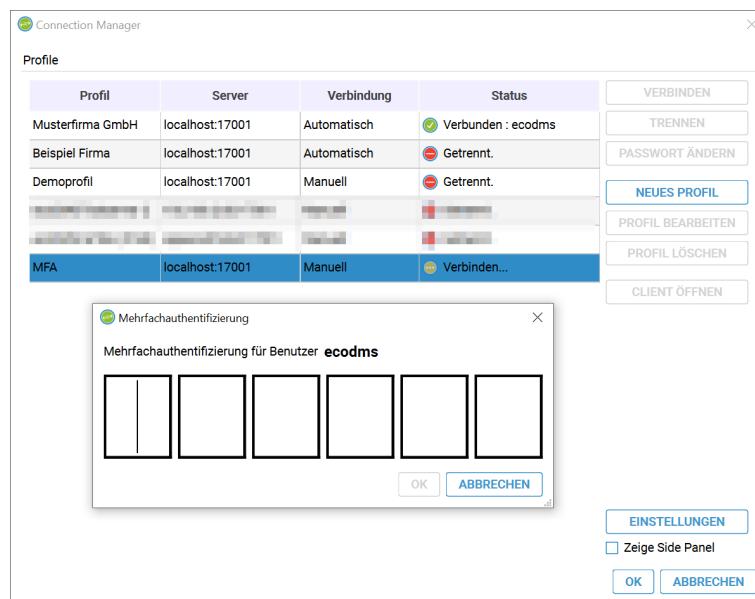 Connection Manager
Profile
Profil Server Verbindung Status
Musterfirma GmbH localhost:17001 Automatisch Verbunden : ecodms
Beispiel Firma localhost:17001 Automatisch Getrennt.
Demoprofil localhost:17001 Manuell Getrennt.
MFA localhost:17001 Manuell Verbinden...
VERBINDEN
TRENNEN
PASSWORT ÄNDERN
NEUES PROFIL
PROFIL BEARBEITEN
PROFIL LÖSCHEN
CLIENT ÖFFNEN
Mehrfachauthentifizierung
Mehrfachauthentifizierung für Benutzer ecodms
OK ABBRECHEN
EINSTELLUNGEN
Zeige Side Panel
OK ABBRECHEN